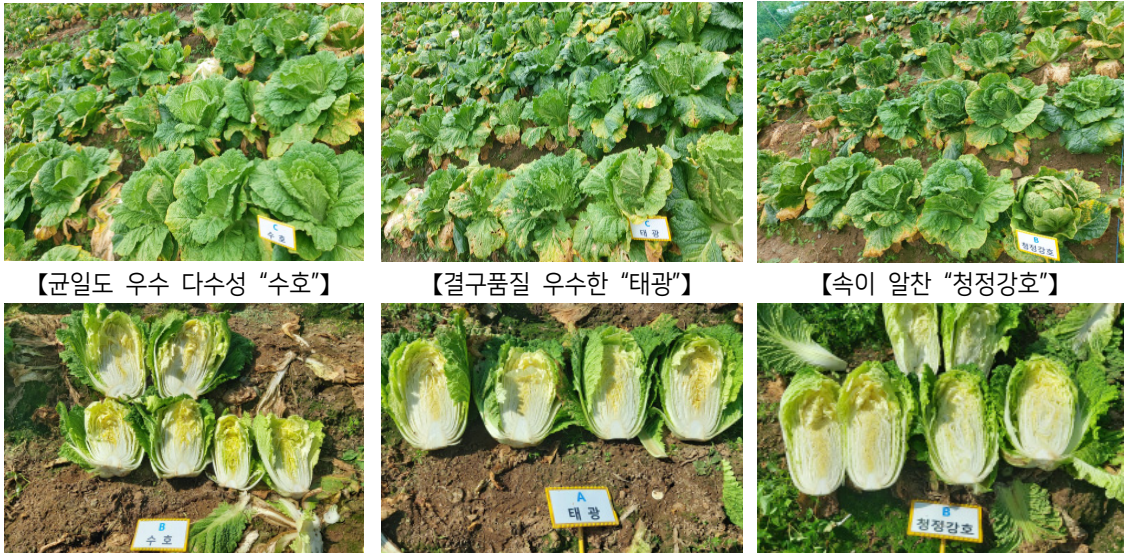 C
수 호
C
태 광
B
청정강호
【균일도 우수 다수성 “수호”】
【결구품질 우수한 “태광”】
【속이 알찬 “청정강호”】
B
수 호
A
태 광
B
청정강호